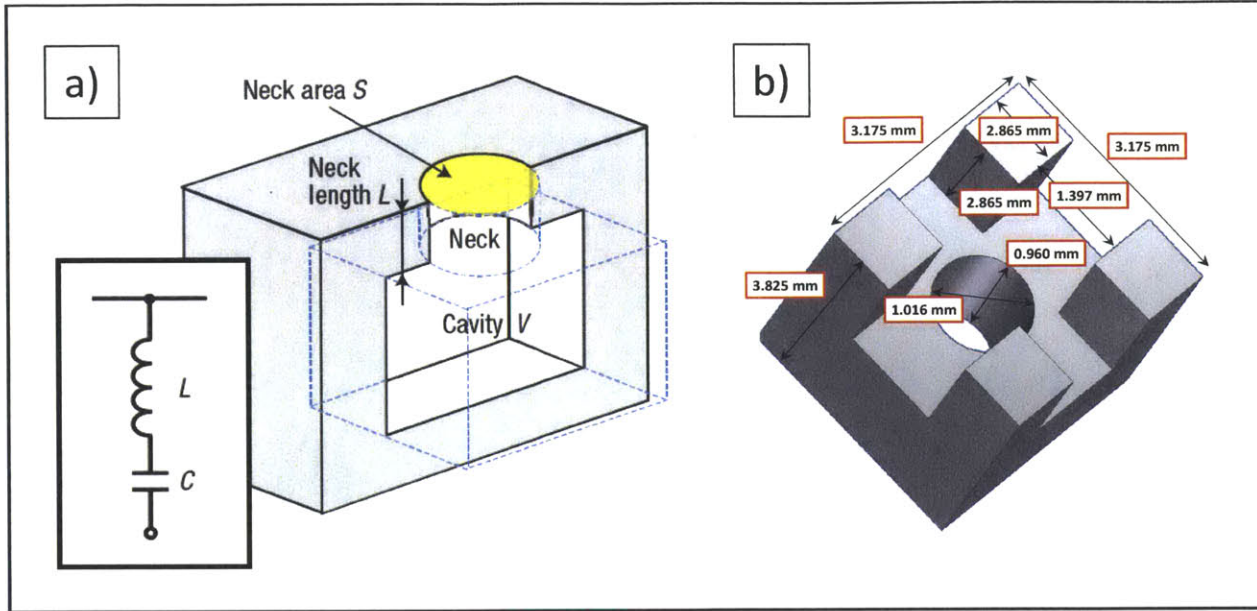 a)
Neck area S
Neck
length L
Neck
Cavity V
L
C
b)
3.175 mm
2.865 mm
3.175 mm
2.865 mm
1.397 mm
0.960 mm
3.825 mm
1.016 mm